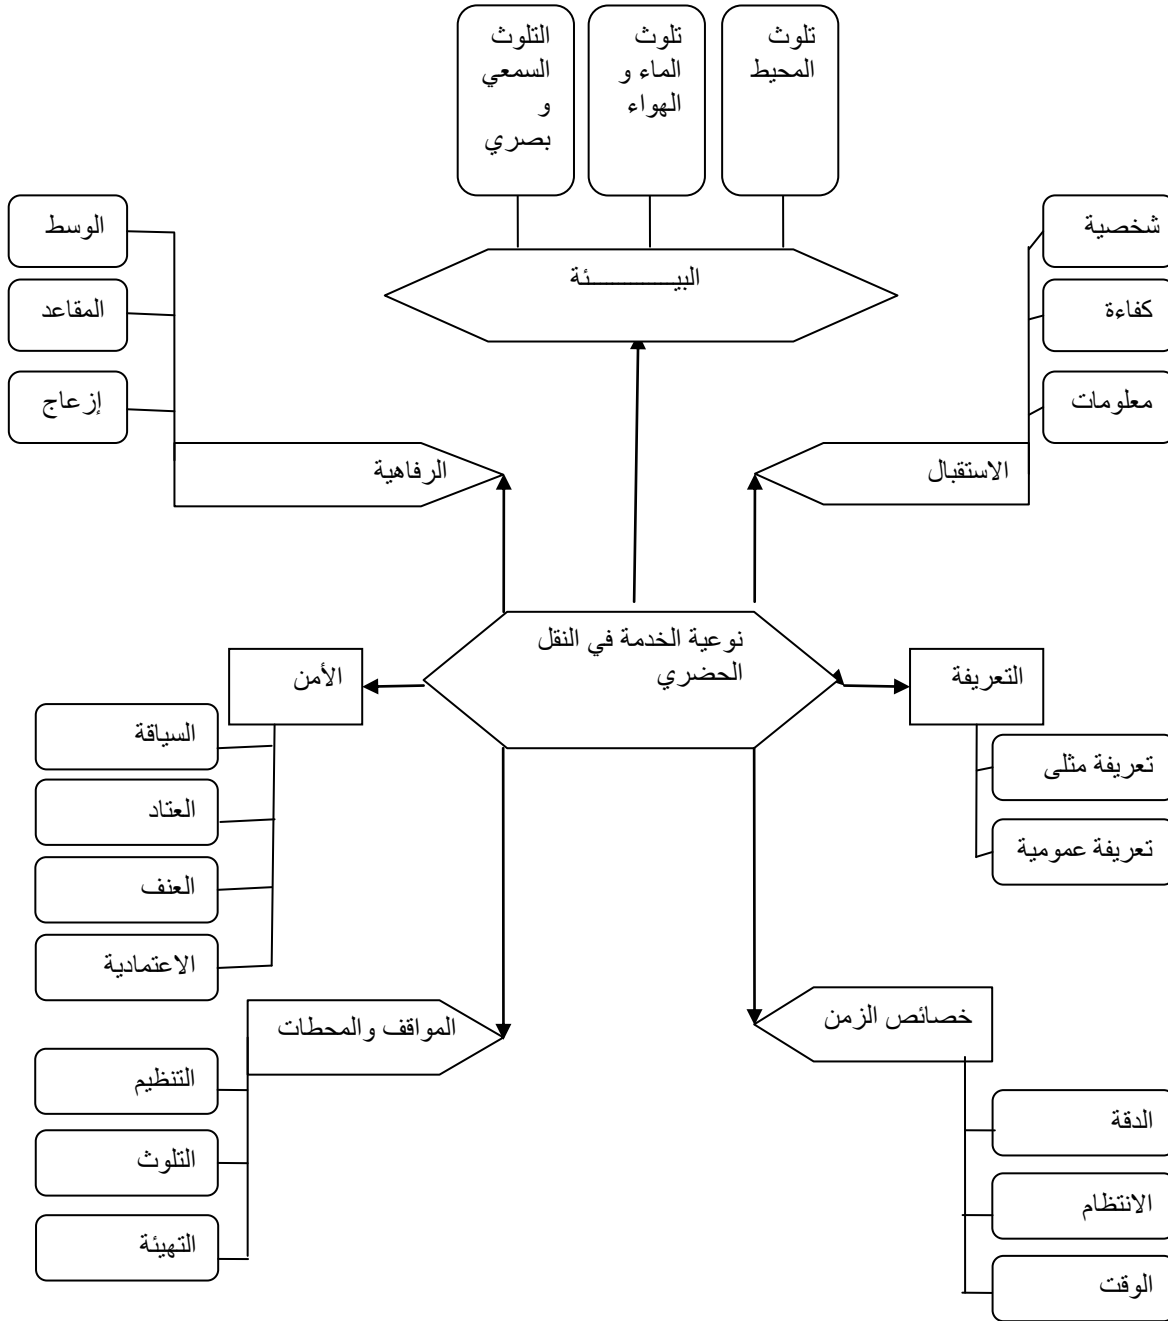 تلوث
المحيط
تلوث
الماء و
الهواء
التلوث
السمعي
و
بصري
البيـــــــــــئة
شخصية
كفاءة
معلومات
الاستقبال
الوسط
المقاعد
إزعاج
الرفاهية
نوعية الخدمة في النقل
الحضري
التعريفة
تعريفة مثلى
تعريفة عمومية
الأمن
السياقة
العتاد
العنف
الاعتمادية
خصائص الزمن
الدقة
الانتظام
الوقت
المواقف والمحطات
التنظيم
التلوث
التهيئة